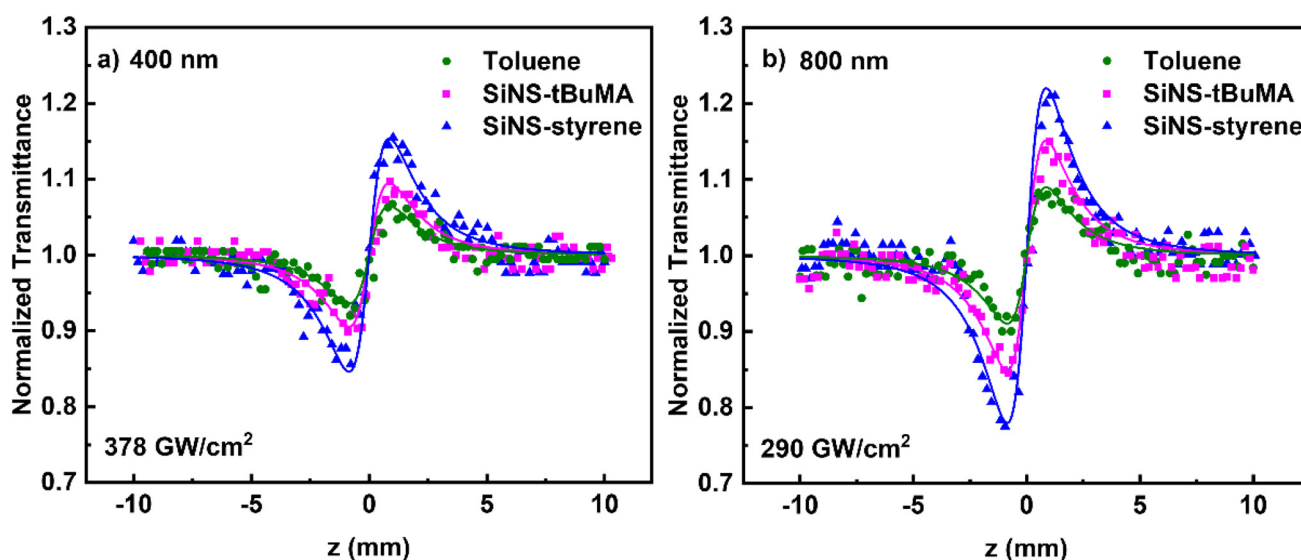 a) 400 nm
Toluene
SiNS-tBuMA
SiNS-styrene
378 GW/cm²
Normalized Transmittance
1.3
1.2
1.1
1.0
0.9
0.8
0.7
-10
-5
0
5
10
z (mm)
b) 800 nm
Toluene
SiNS-tBuMA
SiNS-styrene
290 GW/cm²
Normalized Transmittance
1.3
1.2
1.1
1.0
0.9
0.8
0.7
-10
-5
0
5
10
z (mm)